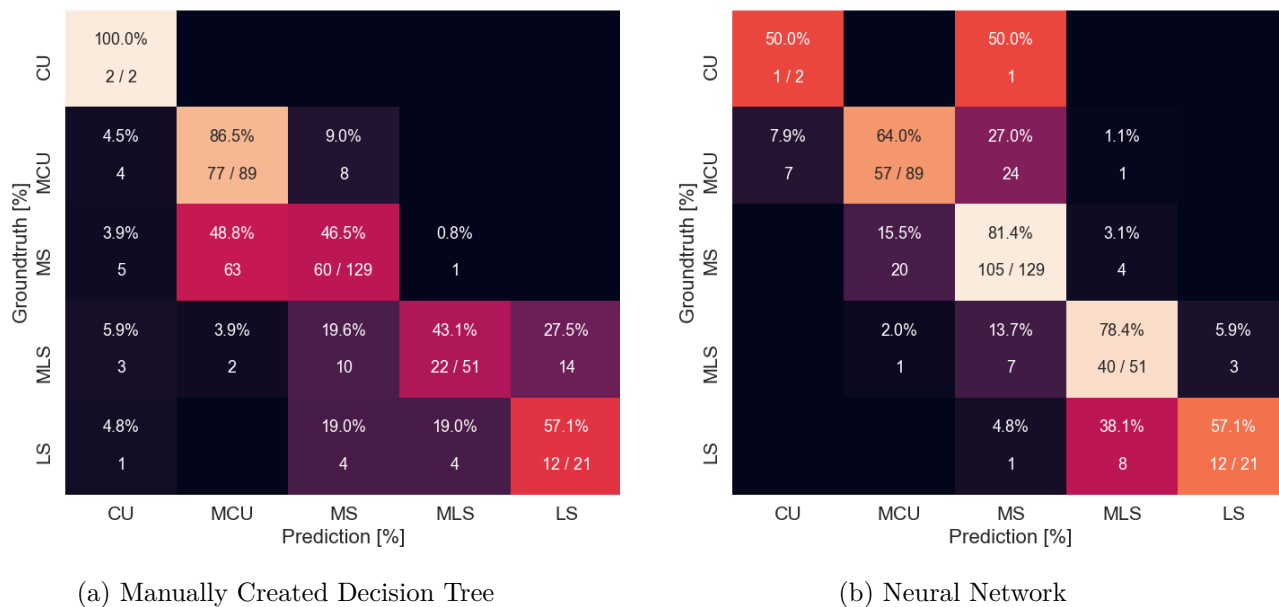 100.0%
2 / 2
4.5% 86.5% 9.0%
4 77 / 89 8
3.9% 48.8% 46.5% 0.8%
5 63 60 / 129 1
5.9% 3.9% 19.6% 43.1% 27.5%
3 2 10 22 / 51 14
4.8% 19.0% 19.0% 57.1%
1 4 4 12 / 21
CU
MCU
MS
MLS
LS
Groundtruth [%]
CU MCU MS MLS LS
Prediction [%]
(a) Manually Created Decision Tree
50.0% 50.0%
1 / 2 1
7.9% 64.0% 27.0% 1.1%
7 57 / 89 24 1
15.5% 81.4% 3.1%
20 105 / 129 4
2.0% 13.7% 78.4% 5.9%
1 7 40 / 51 3
4.8% 38.1% 57.1%
1 8 12 / 21
CU
MCU
MS
MLS
LS
Groundtruth [%]
CU MCU MS MLS LS
Prediction [%]
(b) Neural Network